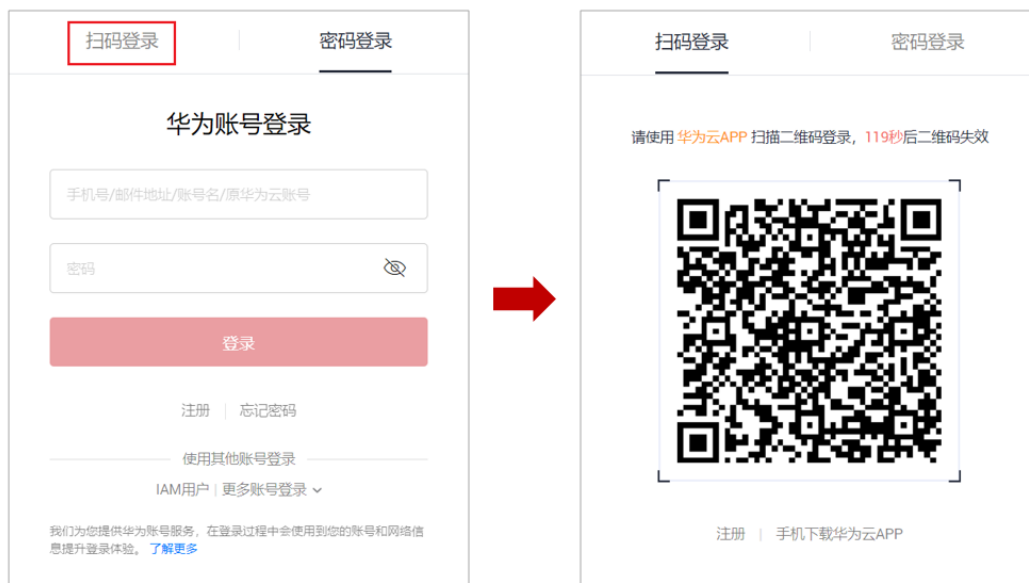 扫码登录
密码登录
华为账号登录
手机号/邮件地址/账号名/原华为云账号
密码
登录
注册 | 忘记密码
使用其他账号登录
IAM用户 | 更多账号登录
我们为您提供华为账号服务，在登录过程中会使用到您的账号和网络信
息提升登录体验。 了解更多
扫码登录
密码登录
请使用 华为云APP 扫描二维码登录，119秒后二维码失效
注册 | 手机下载华为云APP